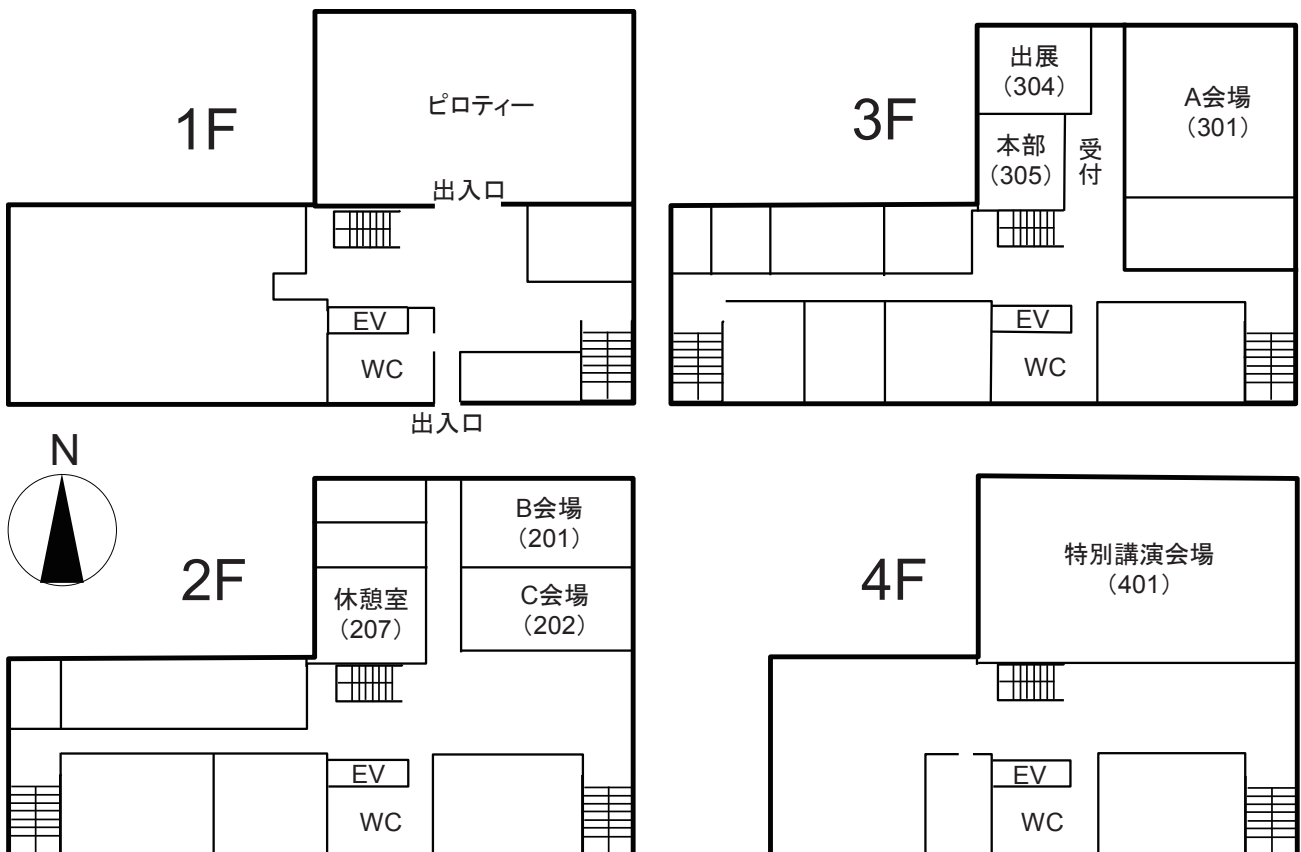 1F
ピロティー
出入口
EV
WC
出入口
3F
出展
（304）
A会場
（301）
本部
（305）
受付
EV
WC
N
2F
B会場
（201）
休憩室
（207）
C会場
（202）
EV
WC
4F
特別講演会場
（401）
EV
WC